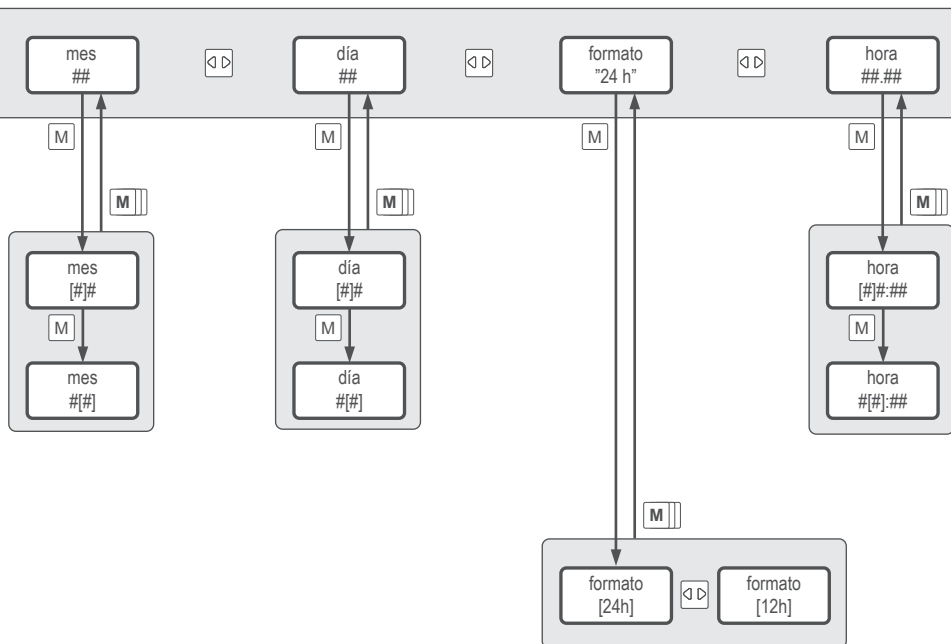 mes
##
día
##
formato
”24 h”
hora
##.##
M
M
M
M
M
M
M
mes
[#]#
día
[#]#
hora
[#]#:##
M
M
M
mes
#[#]
día
#[#]
hora
#[#]:##
M
formato
[24h]
formato
[12h]